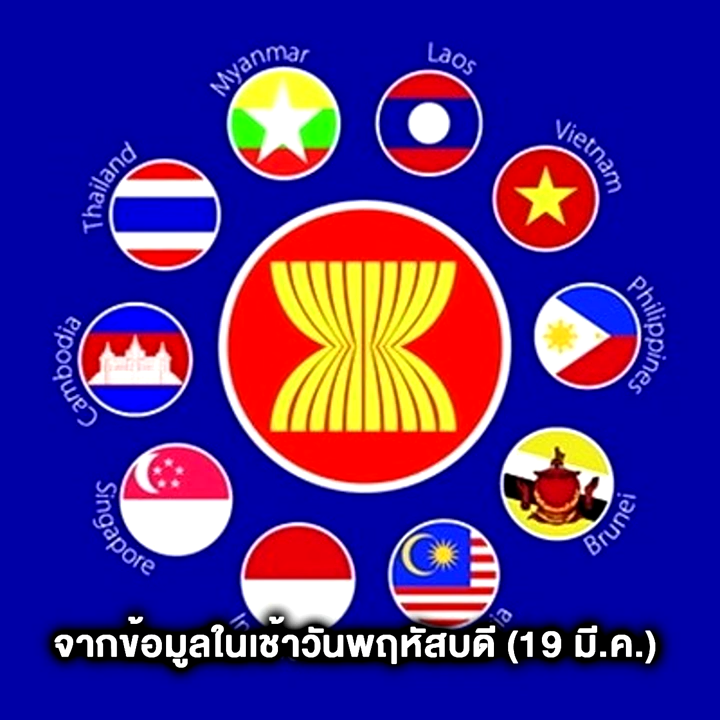 Myanmar
Laos
Thailand
Vietnam
Cambodia
Philippines
Singapore
Brunei
จากข้อมูลในเช้าวันพฤหัสบดี (19 มี.ค.)